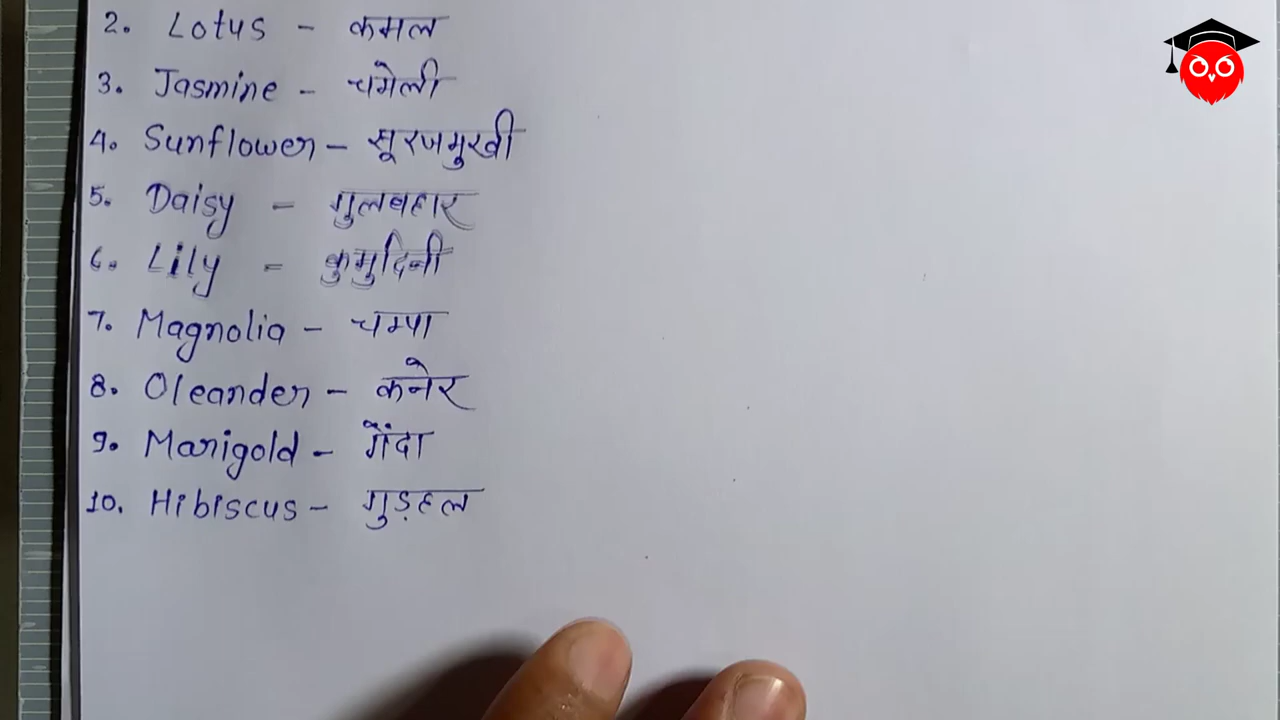 2. Lotus - कमल
3. Jasmine - चमेली
4. Sunflower - सूरजमुखी
5. Daisy - गुलबहार
6. Lily - कुमुदिनी
7. Magnolia - चम्पा
8. Oleander - कनेर
9. Marigold - गेंदा
10. Hibiscus - गुड़हल